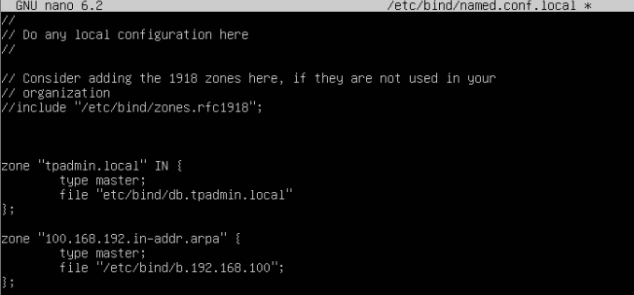 GNU nano 6.2 /etc/bind/named.conf.local *
//
// Do any local configuration here
//
// Consider adding the 1918 zones here, if they are not used in your
// organization
//include "/etc/bind/zones.rfc1918";
zone "tpadmin.local" IN {
type master;
file "etc/bind/db.tpadmin.local"
};
zone "100.168.192.in-addr.arpa" {
type master;
file "/etc/bind/b.192.168.100";
};